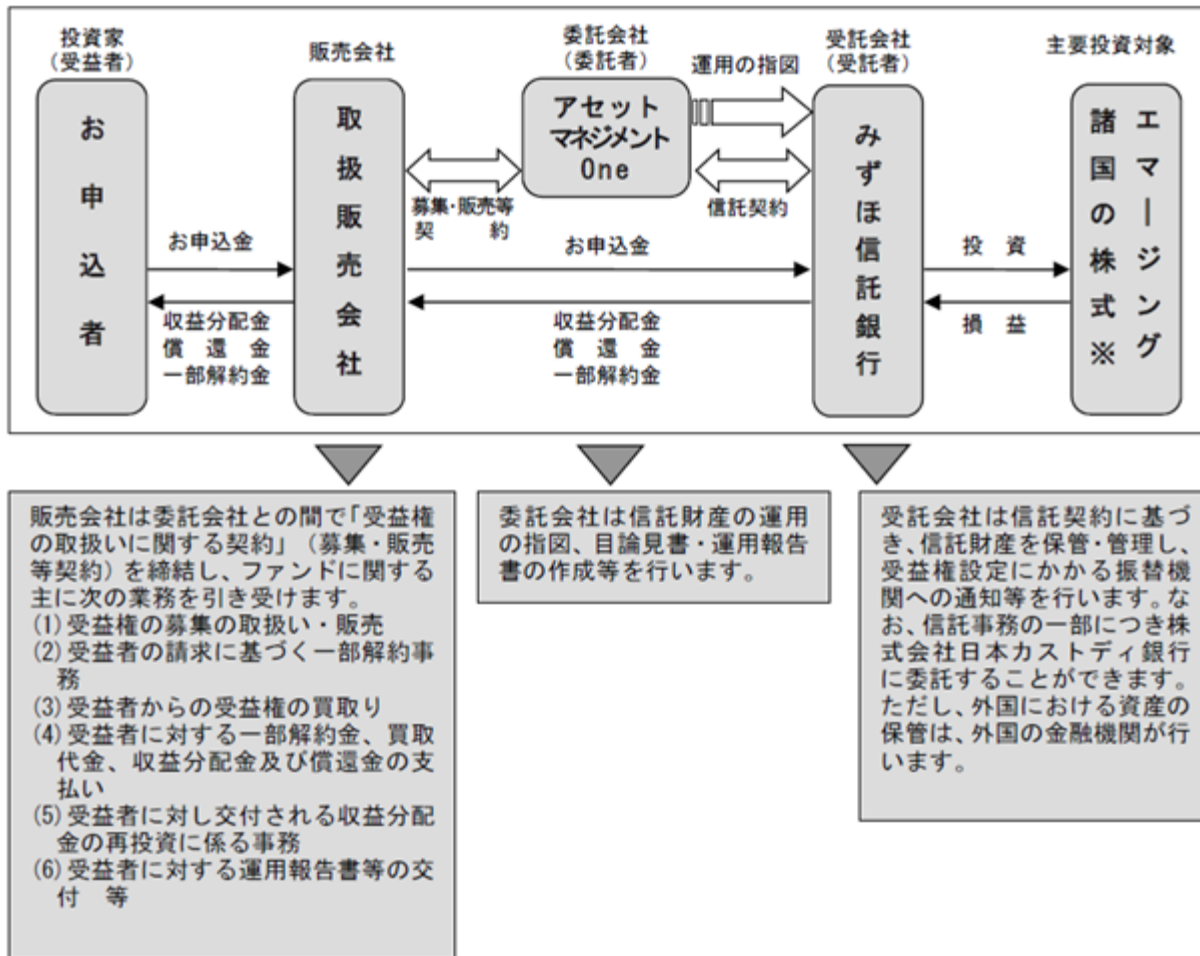 投資家
(受益者)
販売会社
委託会社
(委託者)
運用の指図
受託会社
(受託者)
主要投資対象
お申込者
取扱販売会社
アセット
マネジメント
One
みずほ信託銀行
エマージング
諸国の株式※
募集・販売等
契　約
信託契約
お申込金
お申込金
投　資
収益分配金
償　還　金
一部解約金
収益分配金
償　還　金
一部解約金
損　益
販売会社は委託会社との間で「受益権
の取扱いに関する契約」(募集・販売
等契約)を締結し、ファンドに関する
主に次の業務を引き受けます。
(1)受益権の募集の取扱い・販売
(2)受益者の請求に基づく一部解約事
務
(3)受益者からの受益権の買取り
(4)受益者に対する一部解約金、買取
代金、収益分配金及び償還金の支
払い
(5)受益者に対し交付される収益分配
金の再投資に係る事務
(6)受益者に対する運用報告書等の交
付　等
委託会社は信託財産の運用
の指図、目論見書・運用報告
書の作成等を行います。
受託会社は信託契約に基づ
き、信託財産を保管・管理し、
受益権設定にかかる振替機
関への通知等を行います。な
お、信託事務の一部につき株
式会社日本カストディ銀行
に委託することができます。
ただし、外国における資産の
保管は、外国の金融機関が行
います。